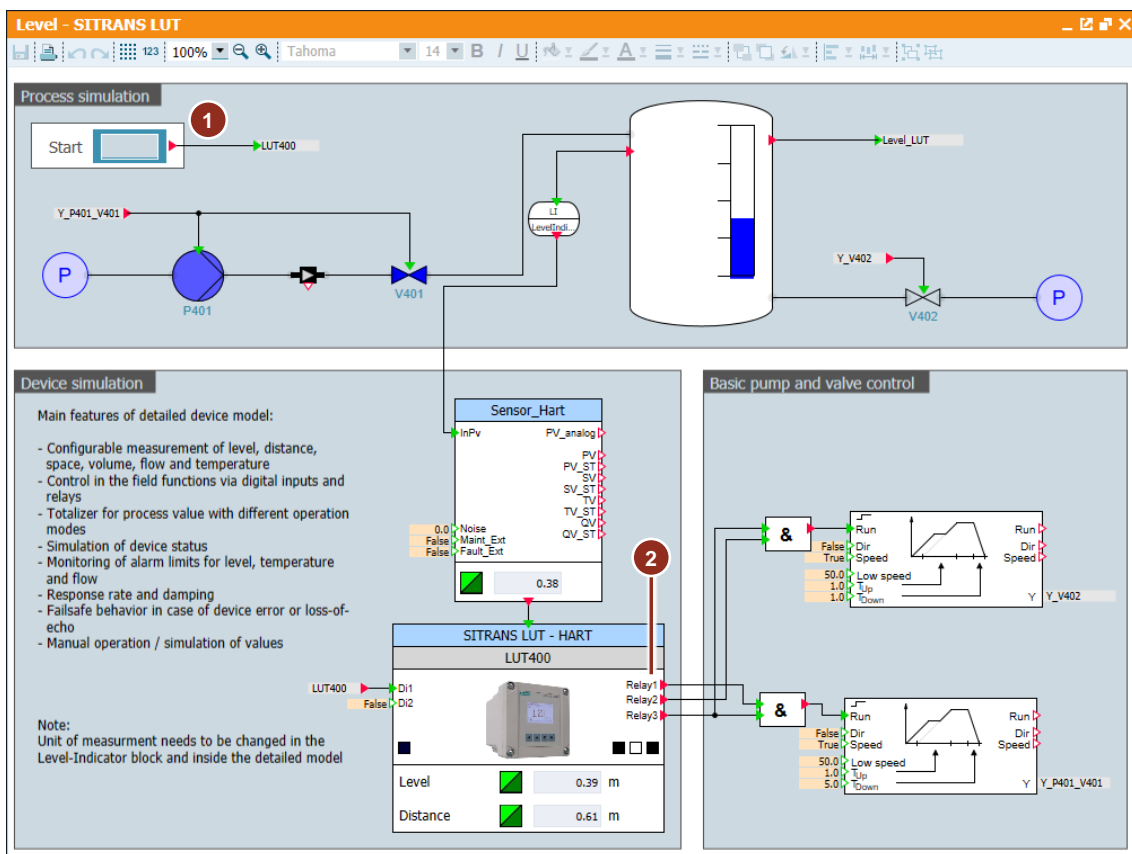 Level - SITRANS LUT
123
100%
Tahoma
14
B I U A
Process simulation
1
Start
LUT400
Level_LUT
Y_P401_V401
LI
LevelIndi...
P
P401
V401
Y_V402
V402
P
Device simulation
Main features of detailed device model:
- Configurable measurement of level, distance,
space, volume, flow and temperature
- Control in the field functions via digital inputs and
relays
- Totalizer for process value with different operation
modes
- Simulation of device status
- Monitoring of alarm limits for level, temperature
and flow
- Response rate and damping
- Failsafe behavior in case of device error or loss-of-
echo
- Manual operation / simulation of values
Note:
Unit of measurment needs to be changed in the
Level-Indicator block and inside the detailed model
Sensor_Hart
InPv PV_analog
PV
PV_ST
SV
SV_ST
TV
TV_ST
QV
QV_ST
0.0 Noise
False Maint_Ext
False Fault_Ext
0.38
2
SITRANS LUT - HART
LUT400
LUT400 Di1
False Di2
Relay1
Relay2
Relay3
Level 0.39 m
Distance 0.61 m
Basic pump and valve control
&
Run Run
False Dir Dir
True Speed Speed
50.0 Low speed
1.0 TUp
1.0 TDown
Y Y_V402
&
Run Run
False Dir Dir
True Speed Speed
50.0 Low speed
1.0 TUp
5.0 TDown
Y Y_P401_V401